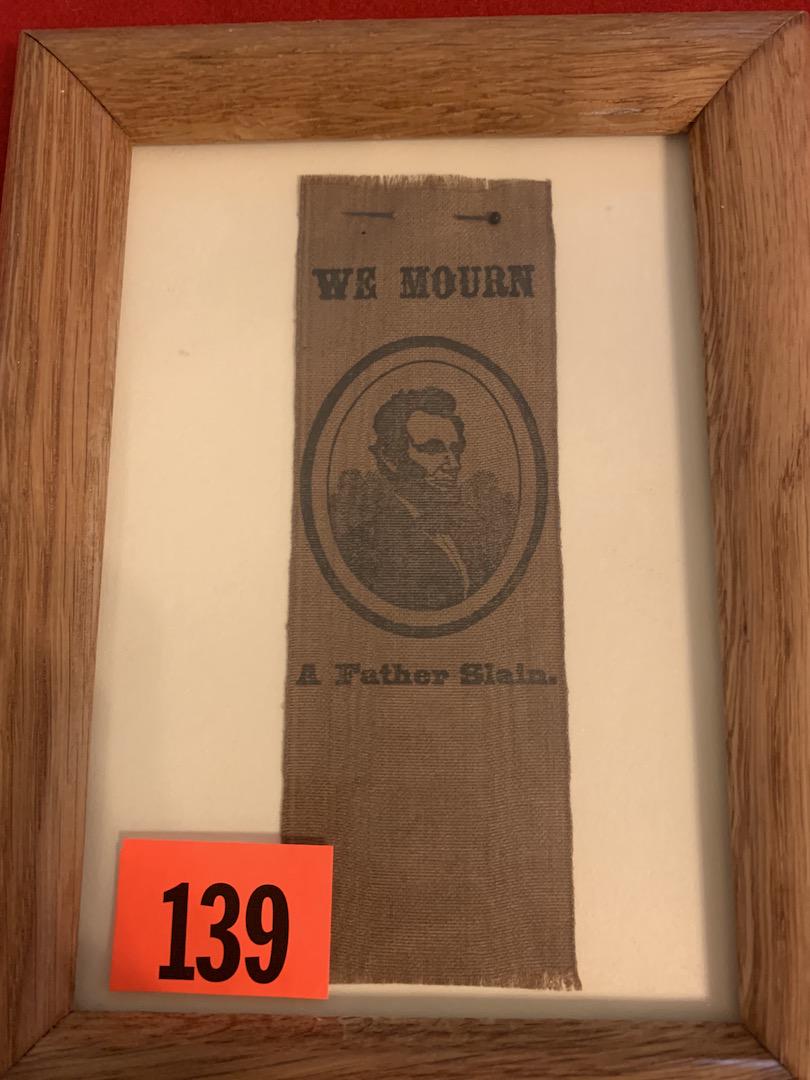 WE MOURN
A Father Slain.
139